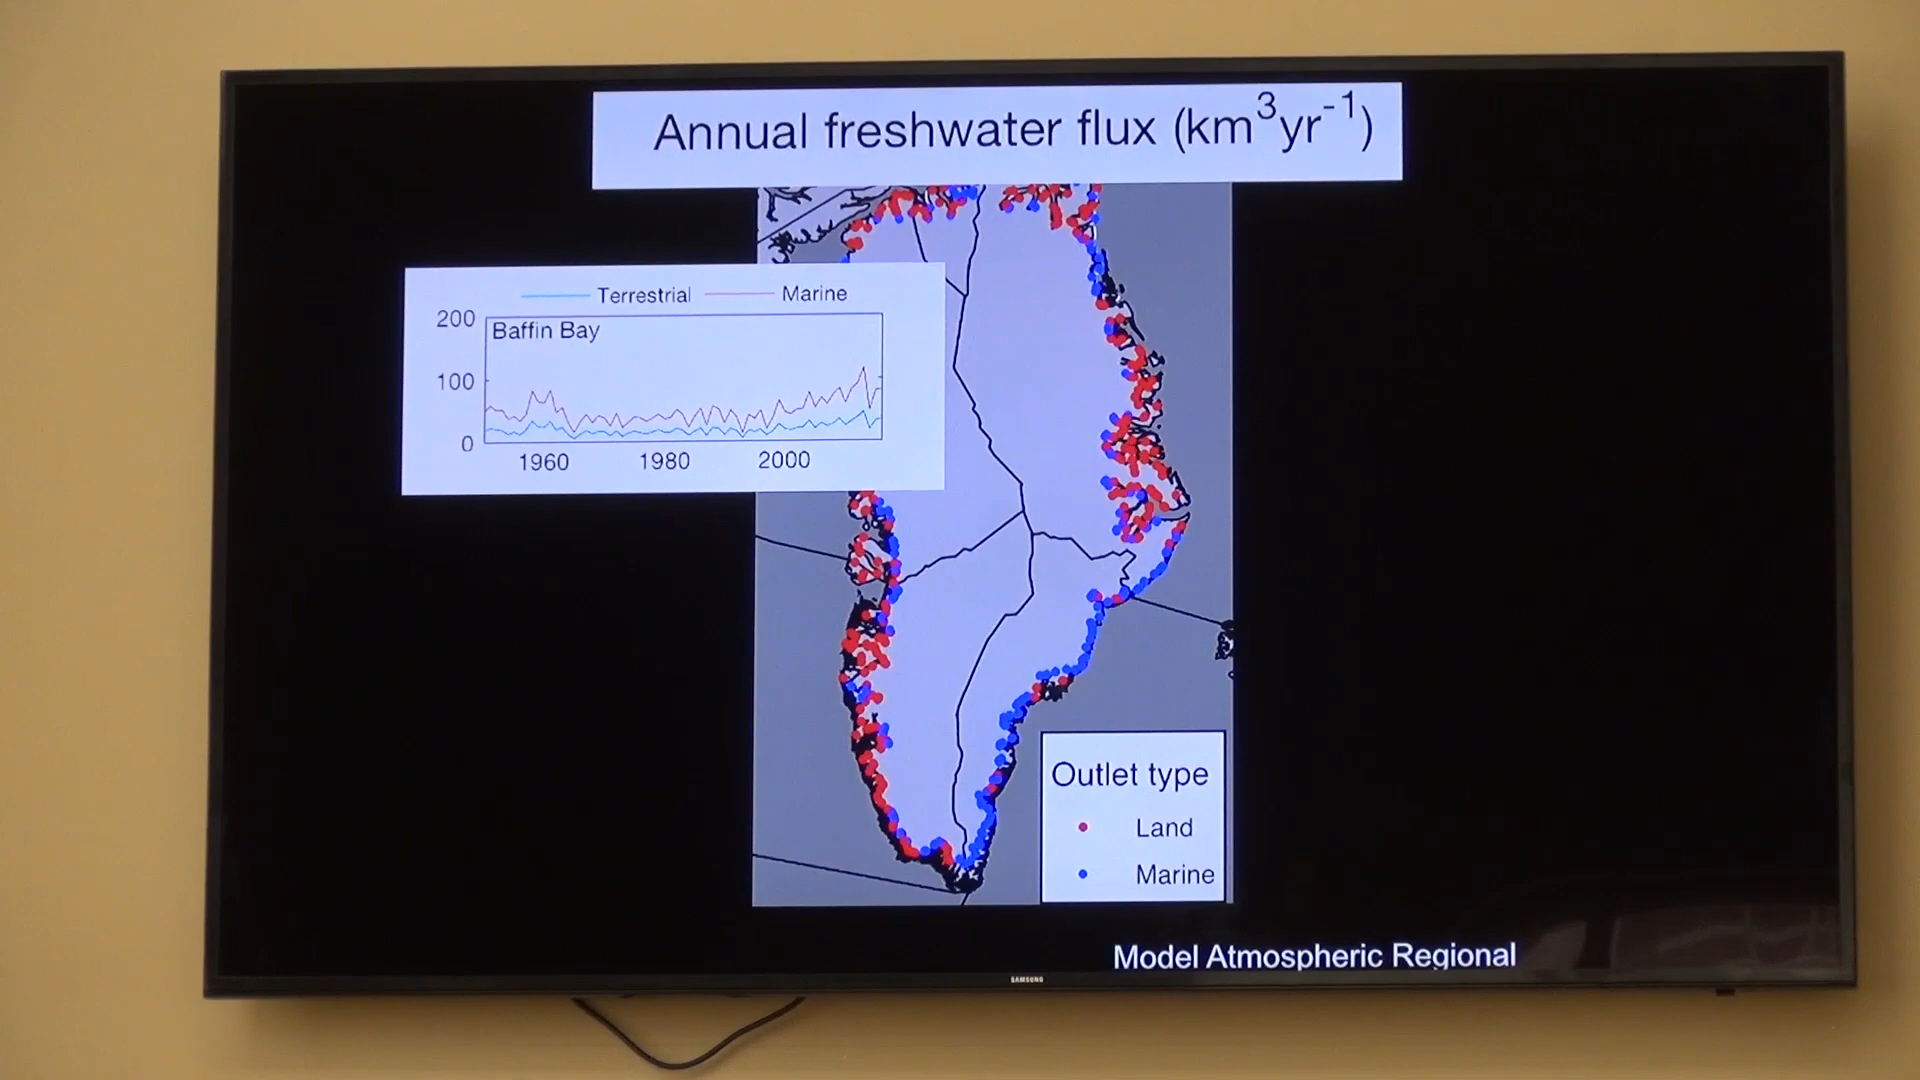 Annual freshwater flux (km³yr⁻¹)
Terrestrial Marine
200
Baffin Bay
100
0
1960 1980 2000
Outlet type
Land
Marine
Model Atmospheric Regional
SAMSUNG